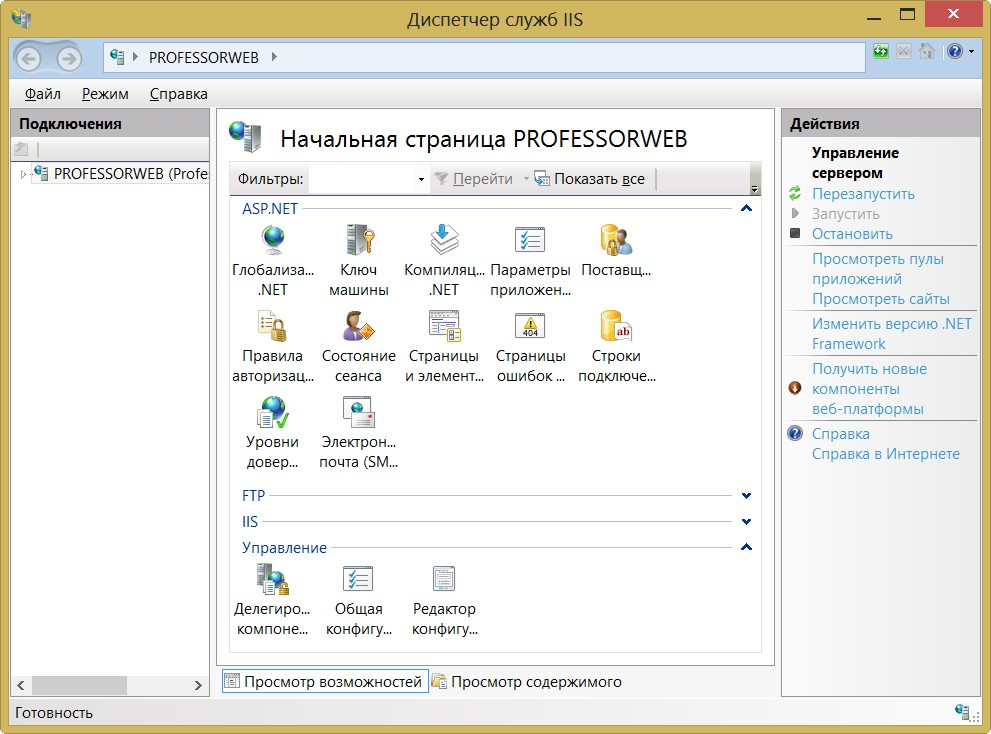 Диспетчер служб IIS
PROFESSORWEB
Файл Режим Справка
Подключения
PROFESSORWEB (Profe
Начальная страница PROFESSORWEB
Фильтры: Перейти Показать все
ASP.NET
Глобализа...
.NET
Ключ
машины
Компиляц...
.NET
Параметры
приложен...
Поставщ...
Правила
авторизац...
Состояние
сеанса
Страницы
и элемент...
404
Страницы
ошибок ...
ab
Строки
подключе...
Уровни
довер...
Электрон...
почта (SM...
FTP
IIS
Управление
Делегиро...
компоне...
Общая
конфигу...
Редактор
конфигу...
Просмотр возможностей Просмотр содержимого
Действия
Управление
сервером
Перезапустить
Запустить
Остановить
Просмотреть пулы
приложений
Просмотреть сайты
Изменить версию .NET
Framework
Получить новые
компоненты
веб-платформы
Справка
Справка в Интернете
Готовность